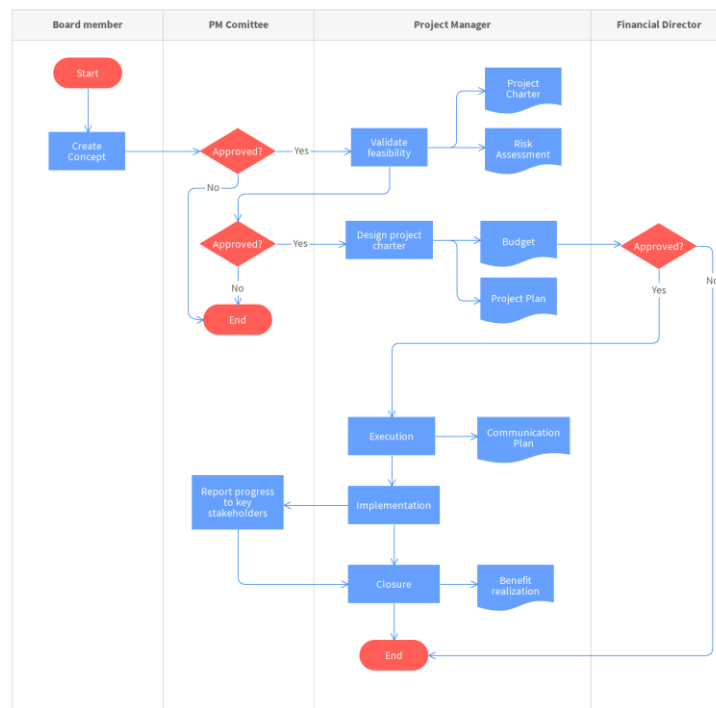 Board member
PM Comittee
Project Manager
Financial Director
Start
Project
Charter
Create
Concept
Approved?
Yes
Validate
feasibility
Risk
Assessment
No
Approved?
Yes
Design project
charter
Budget
Approved?
No
No
Yes
Project Plan
End
Execution
Communication
Plan
Report progress
to key
stakeholders
Implementation
Closure
Benefit
realization
End